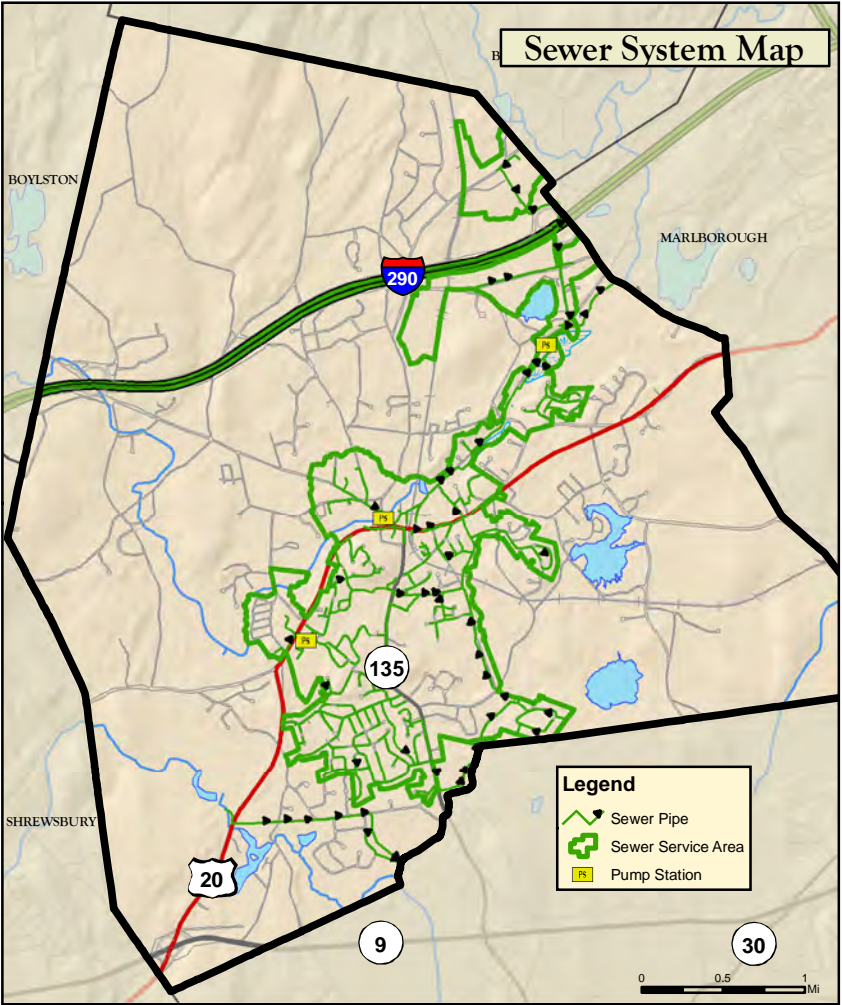 Sewer System Map
B
BOYLSTON
MARLBOROUGH
290
PS
PS
PS
135
Legend
Sewer Pipe
Sewer Service Area
PS Pump Station
SHREWSBURY
20
9
30
0 0.5 1
Mi